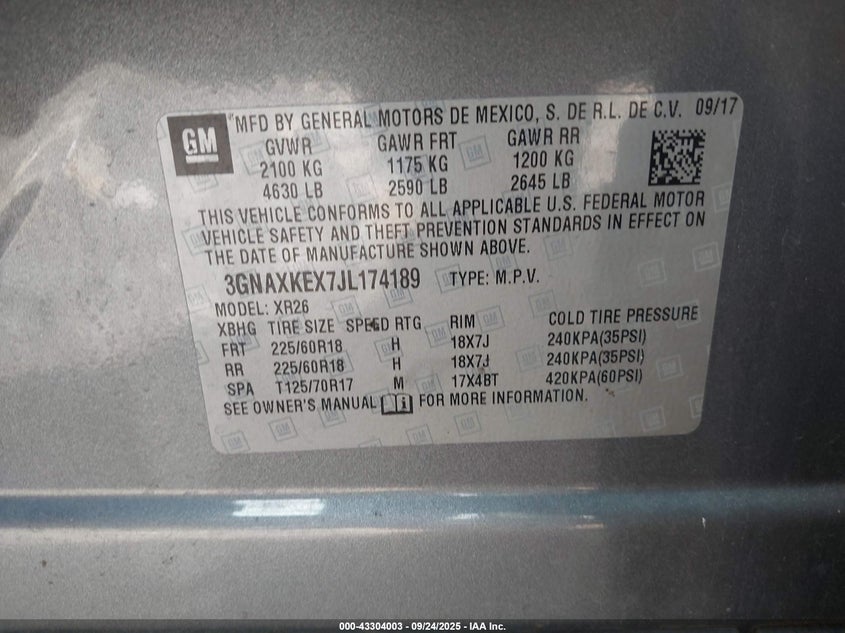 GM
MFD BY GENERAL MOTORS DE MEXICO, S. DE R.L. DE C.V. 09/17
GVWR GAWR FRT GAWR RR
2100 KG 1175 KG 1200 KG
4630 LB 2590 LB 2645 LB
THIS VEHICLE CONFORMS TO ALL APPLICABLE U.S. FEDERAL MOTOR
VEHICLE SAFETY AND THEFT PREVENTION STANDARDS IN EFFECT ON
THE DATE OF MANUFACTURE SHOWN ABOVE.
3GNAXKEX7JL174189 TYPE: M.P.V.
MODEL: XR26
XBHG TIRE SIZE SPEED RTG RIM COLD TIRE PRESSURE
FRT 225/60R18 H 18X7J 240KPA(35PSI)
RR 225/60R18 H 18X7J 240KPA(35PSI)
SPA T125/70R17 M 17X4BT 420KPA(60PSI)
SEE OWNER'S MANUAL i FOR MORE INFORMATION.
000-43304003 — 09/24/2025 — IAA Inc.